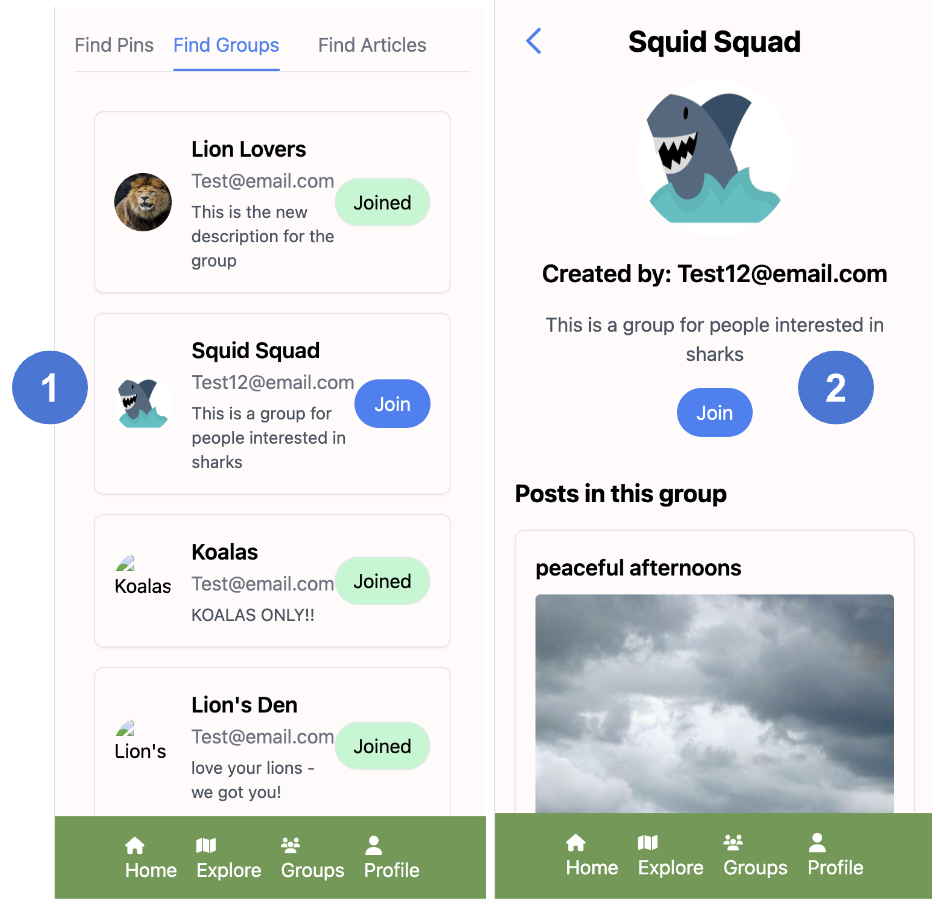 Find Pins
Find Groups
Find Articles
Lion Lovers
Test@email.com
This is the new
description for the
group
Joined
1
Squid Squad
Test12@email.com
This is a group for
people interested in
sharks
Join
Koalas
Koalas
Test@email.com
KOALAS ONLY!!
Joined
Lion's
Lion's Den
Test@email.com
love your lions -
we got you!
Joined
Home
Explore
Groups
Profile
Squid Squad
Created by: Test12@email.com
This is a group for people interested in
sharks
Join
2
Posts in this group
peaceful afternoons
Home
Explore
Groups
Profile